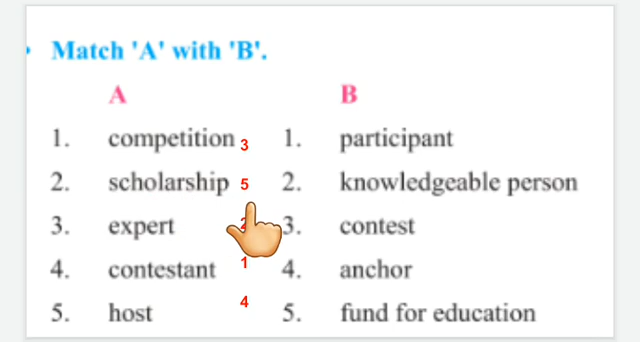 Match 'A' with 'B'.
A B
1. competition 3 1. participant
2. scholarship 5 2. knowledgeable person
3. expert 3. contest
4. contestant 1 4. anchor
5. host 4 5. fund for education